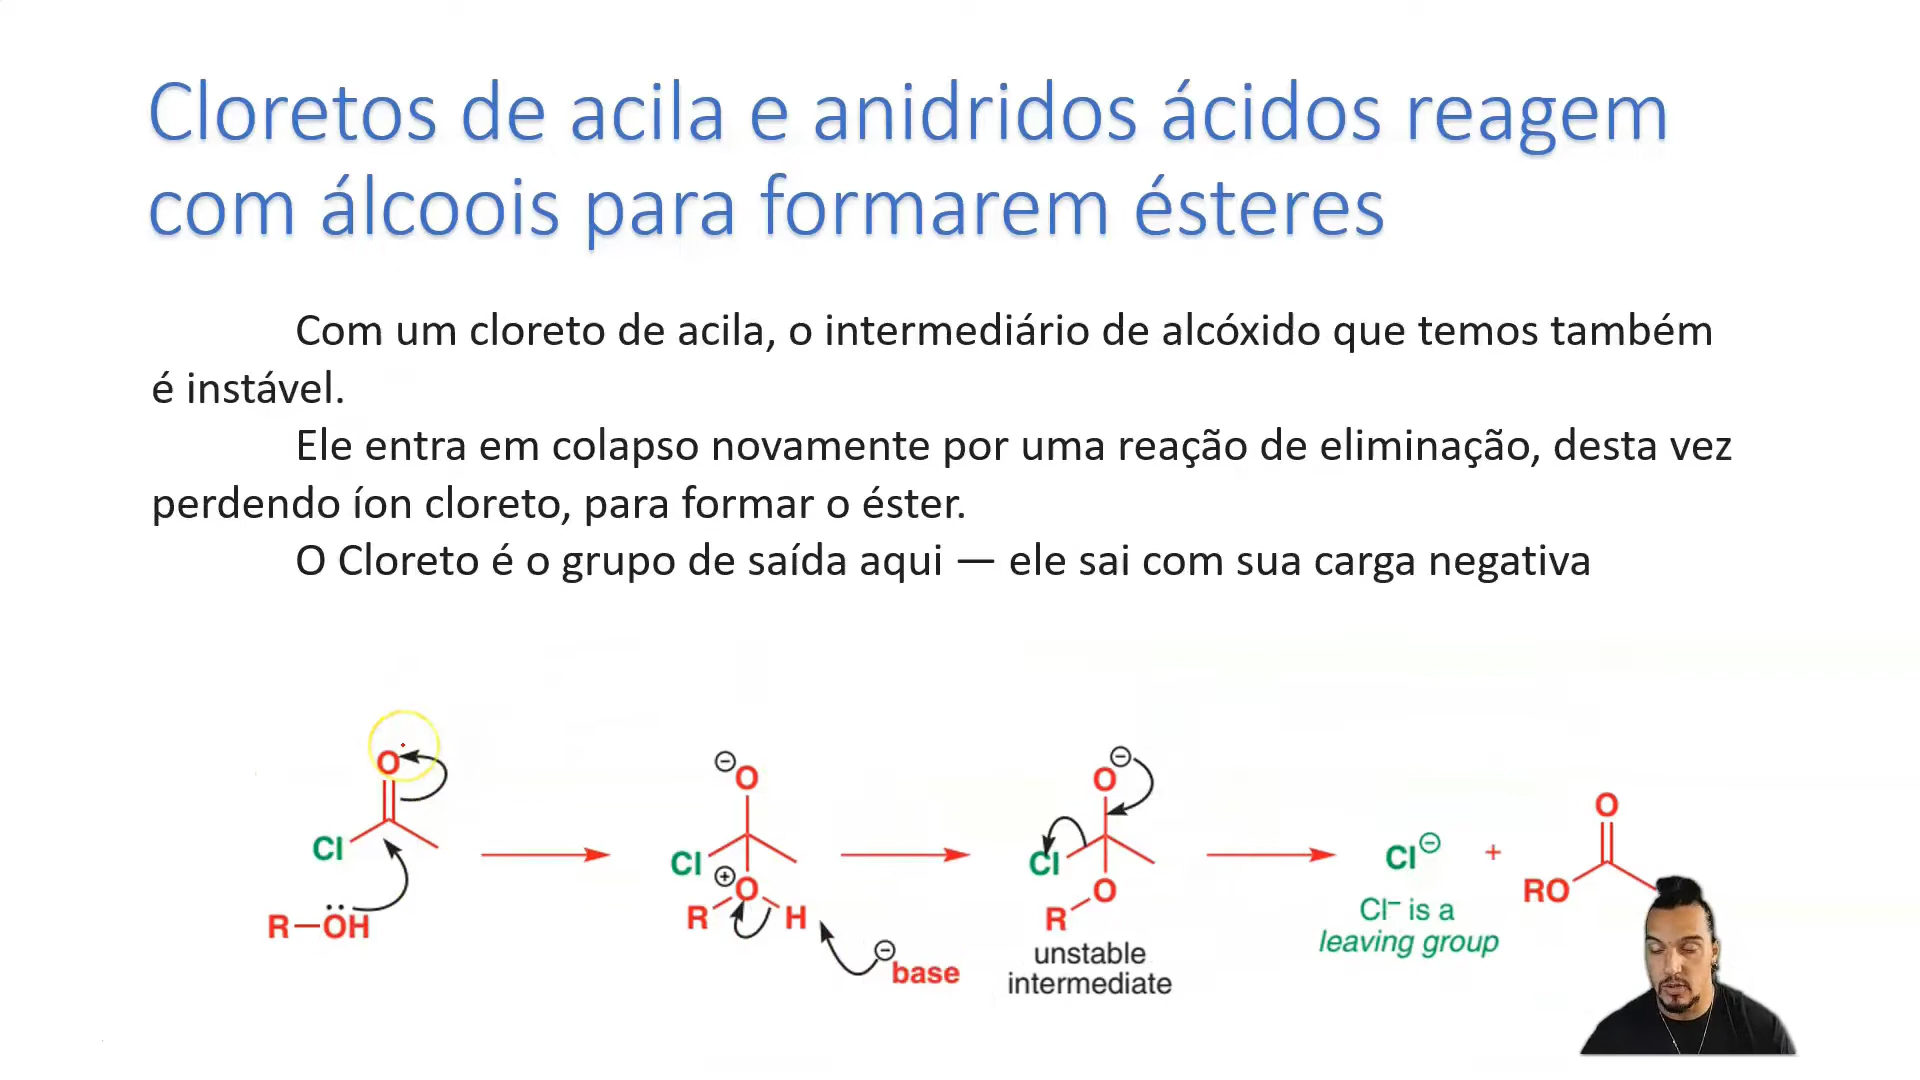 Cloretos de acila e anidridos ácidos reagem
com álcoois para formarem ésteres
Com um cloreto de acila, o intermediário de alcóxido que temos também
é instável.
Ele entra em colapso novamente por uma reação de eliminação, desta vez
perdendo íon cloreto, para formar o éster.
O Cloreto é o grupo de saída aqui — ele sai com sua carga negativa
O
Cl
R—ÖH
⊖
O
Cl
⊕
O
R
H
⊖
base
⊖
O
Cl
O
R
unstable
intermediate
Cl⊖
+
O
RO
Cl⁻ is a
leaving group